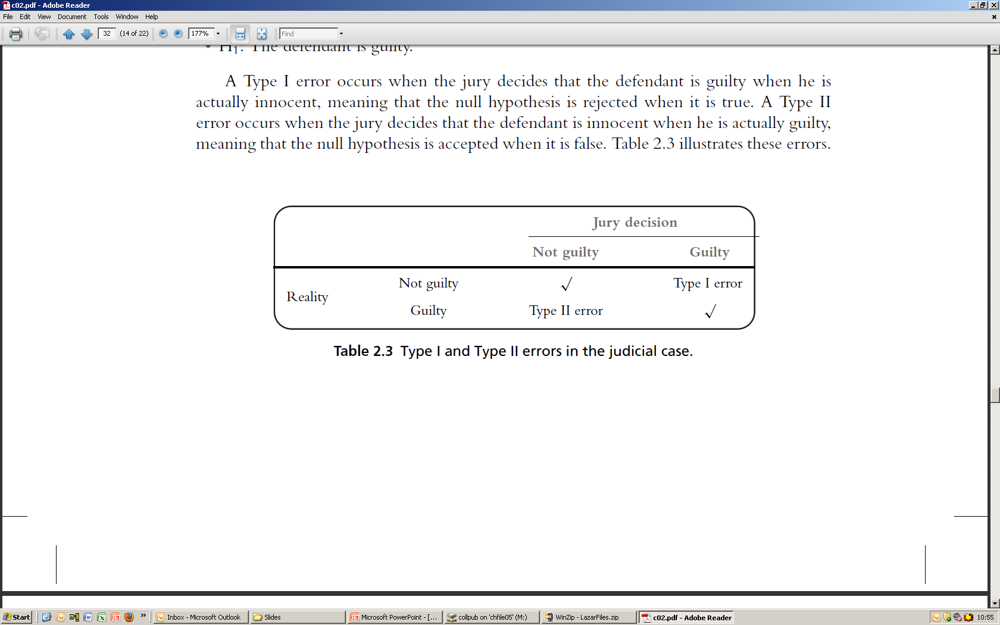 c02.pdf - Adobe Reader
File Edit View Document Tools Window Help
32 (14 of 22) 177% Find
• H1: The defendant is guilty.
A Type I error occurs when the jury decides that the defendant is guilty when he is
actually innocent, meaning that the null hypothesis is rejected when it is true. A Type II
error occurs when the jury decides that the defendant is innocent when he is actually guilty,
meaning that the null hypothesis is accepted when it is false. Table 2.3 illustrates these errors.
Jury decision
Not guilty Guilty
Reality
Not guilty √ Type I error
Guilty Type II error √
Table 2.3 Type I and Type II errors in the judicial case.
Start » Inbox - Microsoft Outlook Slides Microsoft PowerPoint - [... collpub on 'chfile05' (M:) WinZip - LazarFiles.zip c02.pdf - Adobe Reader 10:55